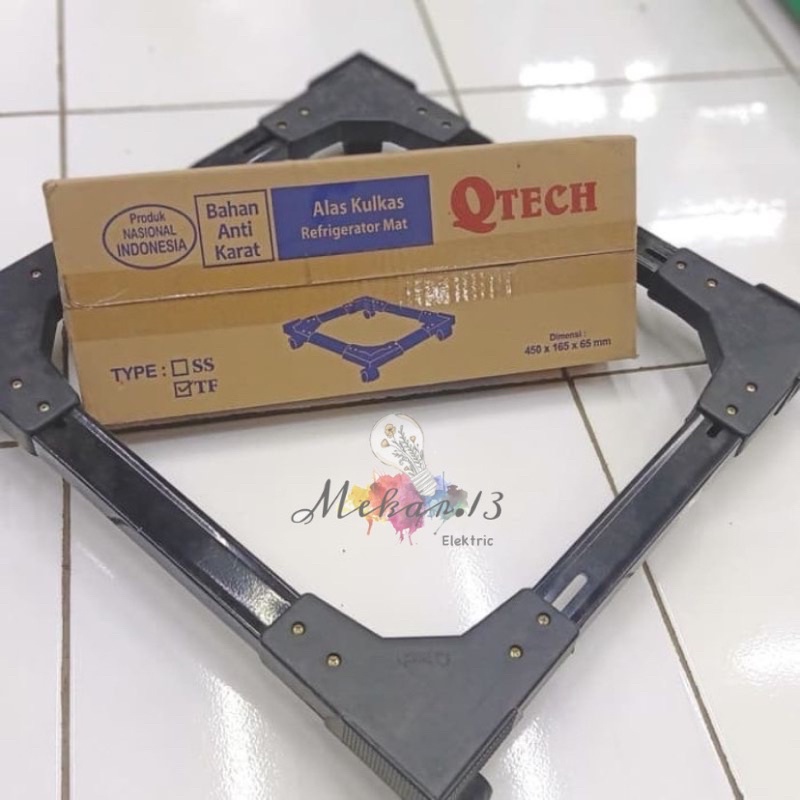 Produk
NASIONAL
INDONESIA
Bahan
Anti
Karat
Alas Kulkas
Refrigerator Mat
QTECH
TYPE : SS
TF
Dimensi :
450 x 165 x 65 mm
Mekar.13
Elektric